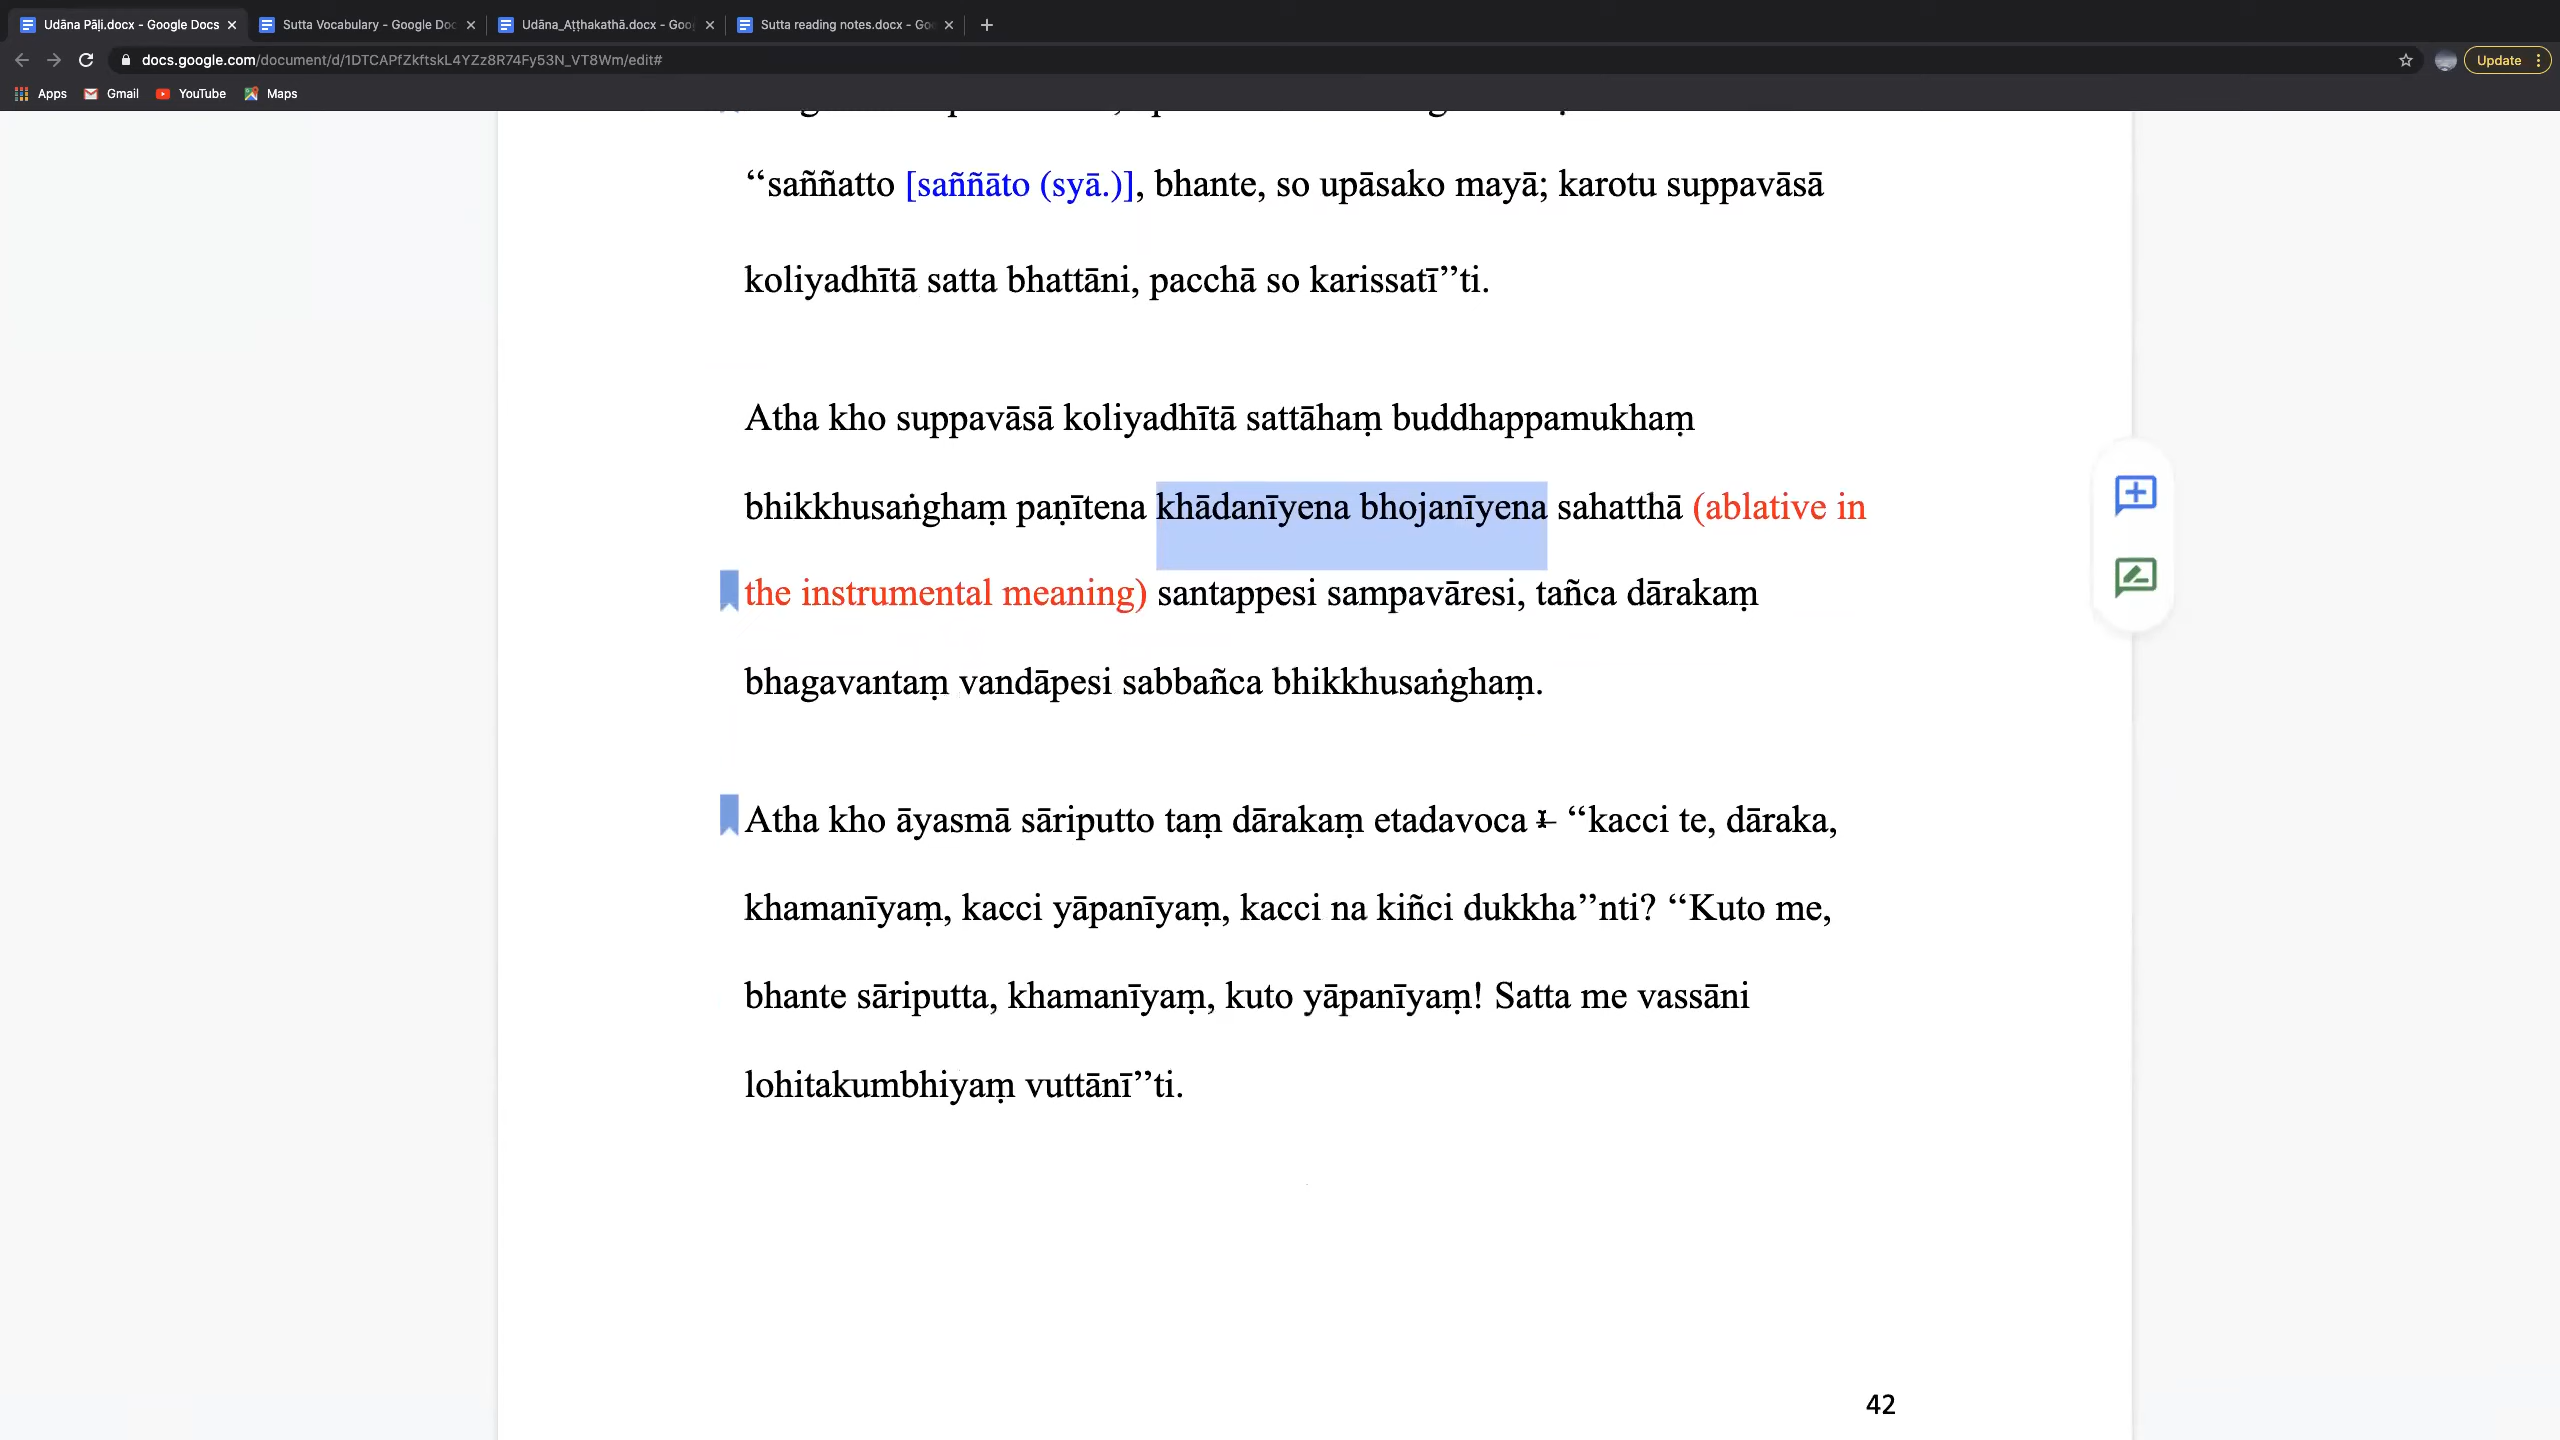 Udāna Pāḷi.docx - Google Docs
Sutta Vocabulary - Google Doc
Udāna_Aṭṭhakathā.docx - Goo
Sutta reading notes.docx - Go
docs.google.com/document/d/1DTCAPfZkftskL4YZz8R74Fy53N_VT8Wm/edit#
Update
Apps
Gmail
YouTube
Maps
‘‘saññatto [saññāto (syā.)], bhante, so upāsako mayā; karotu suppavāsā
koliyadhītā satta bhattāni, pacchā so karissatī’’ti.
Atha kho suppavāsā koliyadhītā sattāhaṃ buddhappamukhaṃ
bhikkhusaṅghaṃ paṇītena khādanīyena bhojanīyena sahatthā (ablative in
the instrumental meaning) santappesi sampavāresi, tañca dārakaṃ
bhagavantaṃ vandāpesi sabbañca bhikkhusaṅghaṃ.
Atha kho āyasmā sāriputto taṃ dārakaṃ etadavoca – ‘‘kacci te, dāraka,
khamanīyaṃ, kacci yāpanīyaṃ, kacci na kiñci dukkha’’nti? ‘‘Kuto me,
bhante sāriputta, khamanīyaṃ, kuto yāpanīyaṃ! Satta me vassāni
lohitakumbhiyaṃ vuttānī’’ti.
42